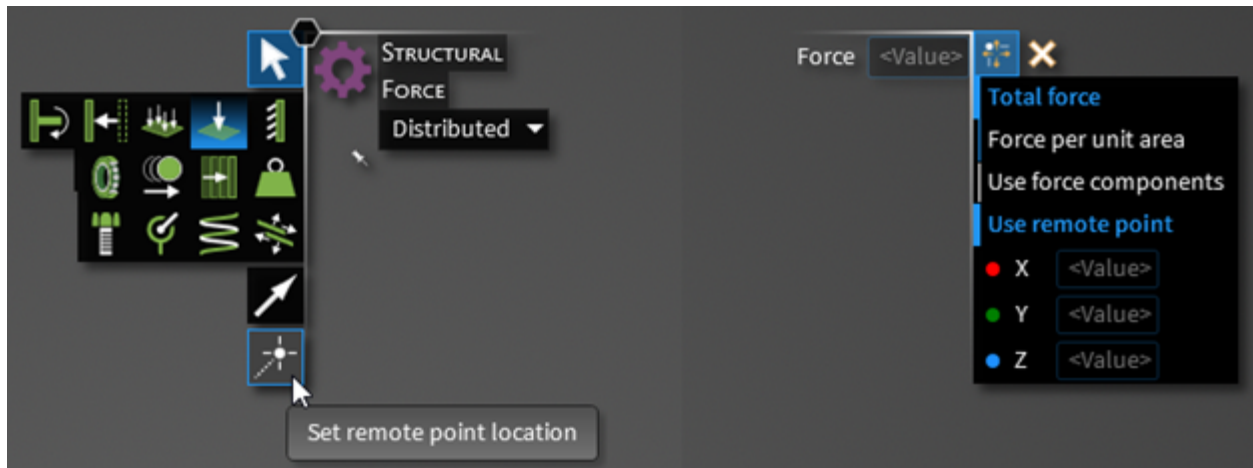 STRUCTURAL
FORCE
Distributed
Set remote point location
Force <Value>
Total force
Force per unit area
Use force components
Use remote point
X <Value>
Y <Value>
Z <Value>